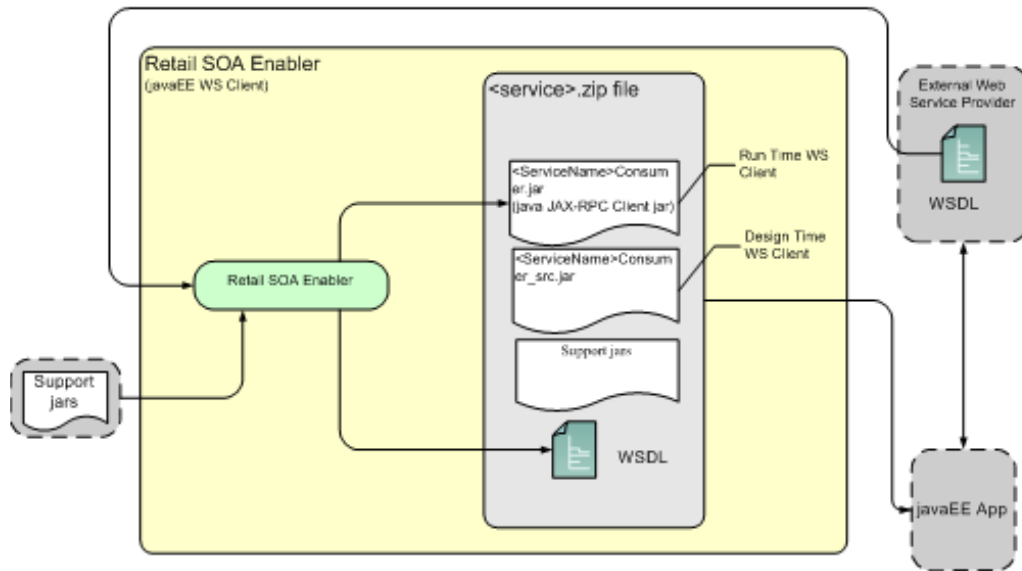 Retail SOA Enabler
(javaEE WS Client)
<service>.zip file
<ServiceName>Consum
er.jar
(java JAX-RPC Client jar)
Run Time WS
Client
<ServiceName>Consum
er_src.jar
Design Time
WS Client
Support jars
WSDL
Retail SOA Enabler
Support
jars
External Web
Service Provider
WSDL
javaEE App